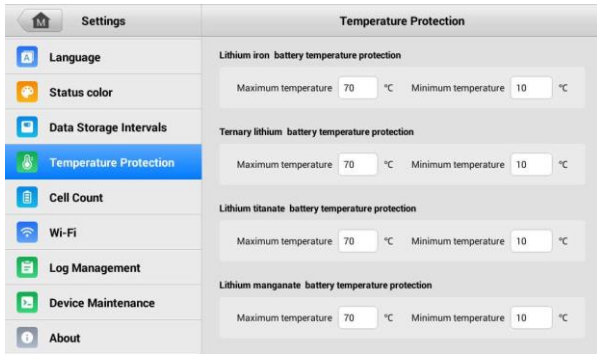 M Settings
Temperature Protection
Language
Status color
Data Storage Intervals
Temperature Protection
Cell Count
Wi-Fi
Log Management
Device Maintenance
About
Lithium iron battery temperature protection
Maximum temperature 70 °C Minimum temperature 10 °C
Ternary lithium battery temperature protection
Maximum temperature 70 °C Minimum temperature 10 °C
Lithium titanate battery temperature protection
Maximum temperature 70 °C Minimum temperature 10 °C
Lithium manganate battery temperature protection
Maximum temperature 70 °C Minimum temperature 10 °C